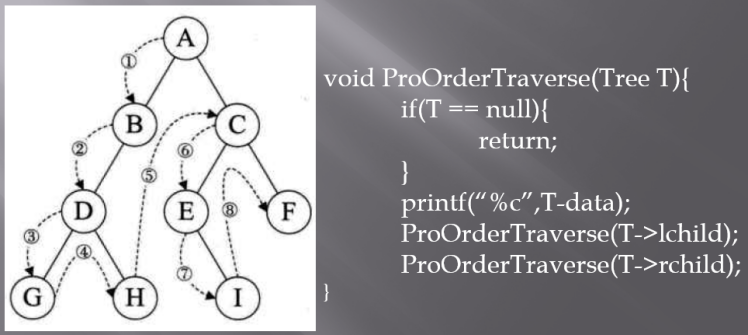 A
①
B
C
②
⑥
⑤
D
E
⑧
F
③
④
⑦
G
H
I
void ProOrderTraverse(Tree T){
if(T == null){
return;
}
printf(“%c”,T-data);
ProOrderTraverse(T->lchild);
ProOrderTraverse(T->rchild);
}